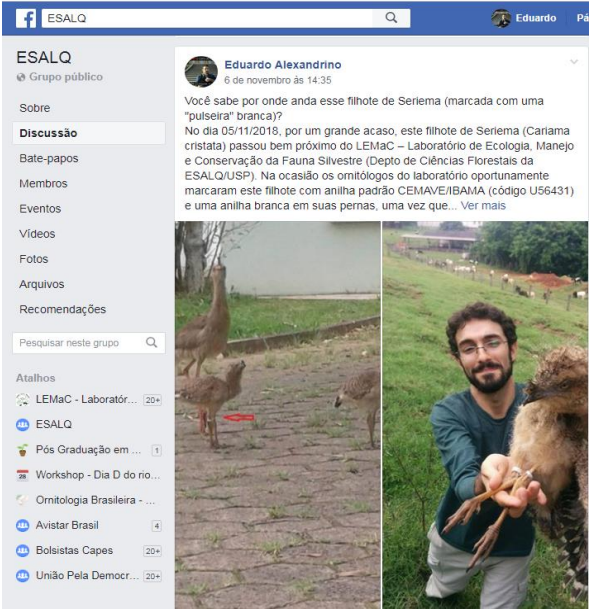 ESALQ
Eduardo
Pá
ESALQ
Grupo público
Sobre
Discussão
Bate-papos
Membros
Eventos
Vídeos
Fotos
Arquivos
Recomendações
Pesquisar neste grupo
Atalhos
LEMaC - Laboratór... 20+
ESALQ
Pós Graduação em ... 1
Workshop - Dia D do rio...
Ornitologia Brasileira - ...
Avistar Brasil 4
Bolsistas Capes 20+
União Pela Democr... 20+
Eduardo Alexandrino
6 de novembro às 14:35
Você sabe por onde anda esse filhote de Seriema (marcada com uma
"pulseira" branca)?
No dia 05/11/2018, por um grande acaso, este filhote de Seriema (Cariama
cristata) passou bem próximo do LEMaC – Laboratório de Ecologia, Manejo
e Conservação da Fauna Silvestre (Depto de Ciências Florestais da
ESALQ/USP). Na ocasião os ornitólogos do laboratório oportunamente
marcaram este filhote com anilha padrão CEMAVE/IBAMA (código U56431)
e uma anilha branca em suas pernas, uma vez que... Ver mais